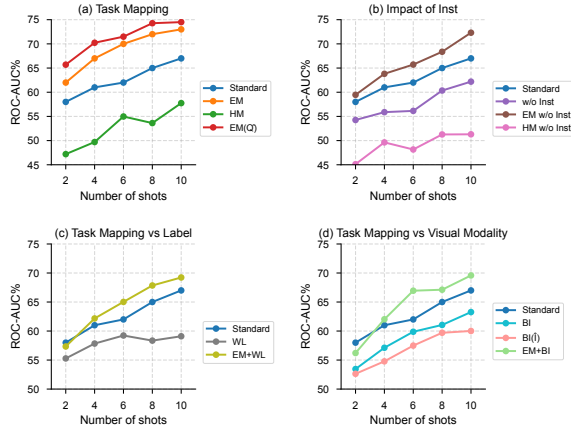 (a) Task Mapping
75
70
65
60
55
50
45
ROC-AUC%
2 4 6 8 10
Number of shots
Standard
EM
HM
EM(Q̂)
(b) Impact of Inst
75
70
65
60
55
50
45
ROC-AUC%
2 4 6 8 10
Number of shots
Standard
w/o Inst
EM w/o Inst
HM w/o Inst
(c) Task Mapping vs Label
75
70
65
60
55
50
ROC-AUC%
2 4 6 8 10
Number of shots
Standard
WL
EM+WL
(d) Task Mapping vs Visual Modality
75
70
65
60
55
50
ROC-AUC%
2 4 6 8 10
Number of shots
Standard
BI
BI(Î)
EM+BI